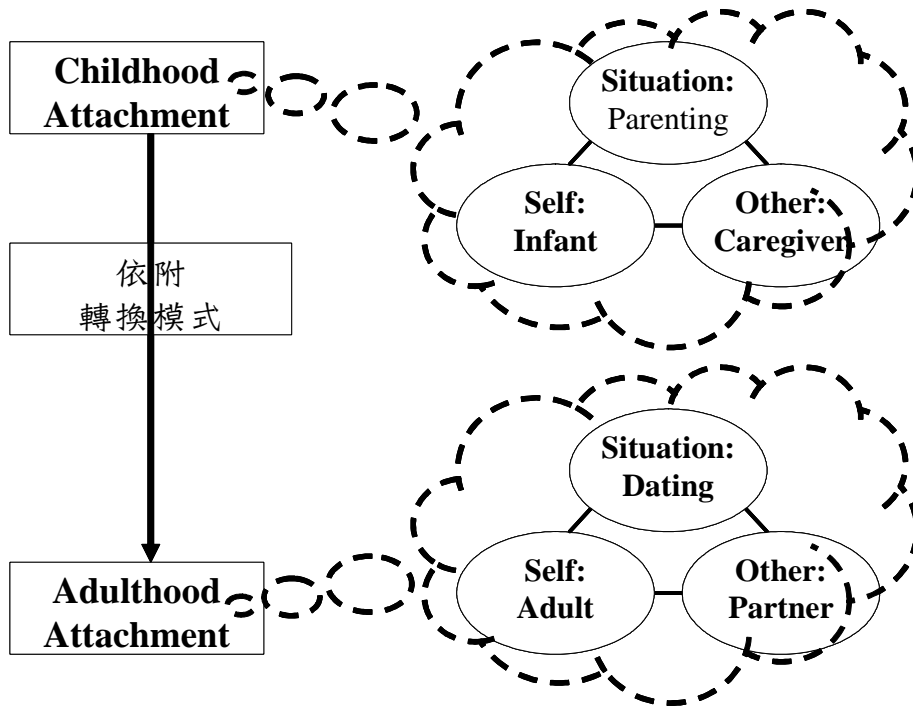 Childhood
Attachment
Situation:
Parenting
Self:
Infant
Other:
Caregiver
依附
轉換模式
Situation:
Dating
Self:
Adult
Other:
Partner
Adulthood
Attachment